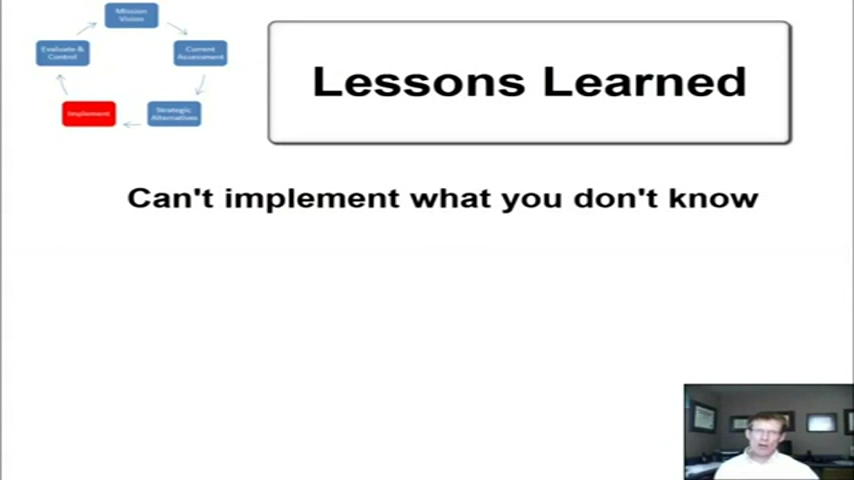 Mission
Vision
Evaluate &
Control
Current
Assessment
Implement
Strategic
Alternatives
Lessons Learned
Can't implement what you don't know